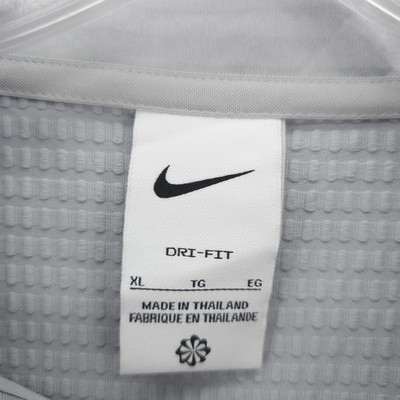 DRI-FIT
XL TG EG
MADE IN THAILAND
FABRIQUE EN THAILANDE